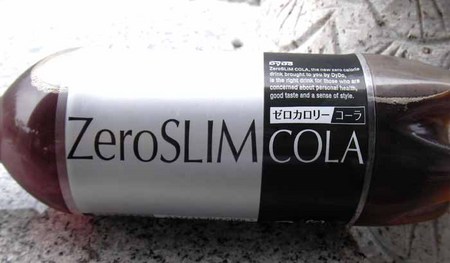 DyDo
ZeroSLIM COLA, the new zero calorie
drink brought to you by DyDo,
is the right drink for those who are
concerned about personal health,
good taste and a sense of style.
ゼロカロリー コーラ
ZeroSLIM COLA